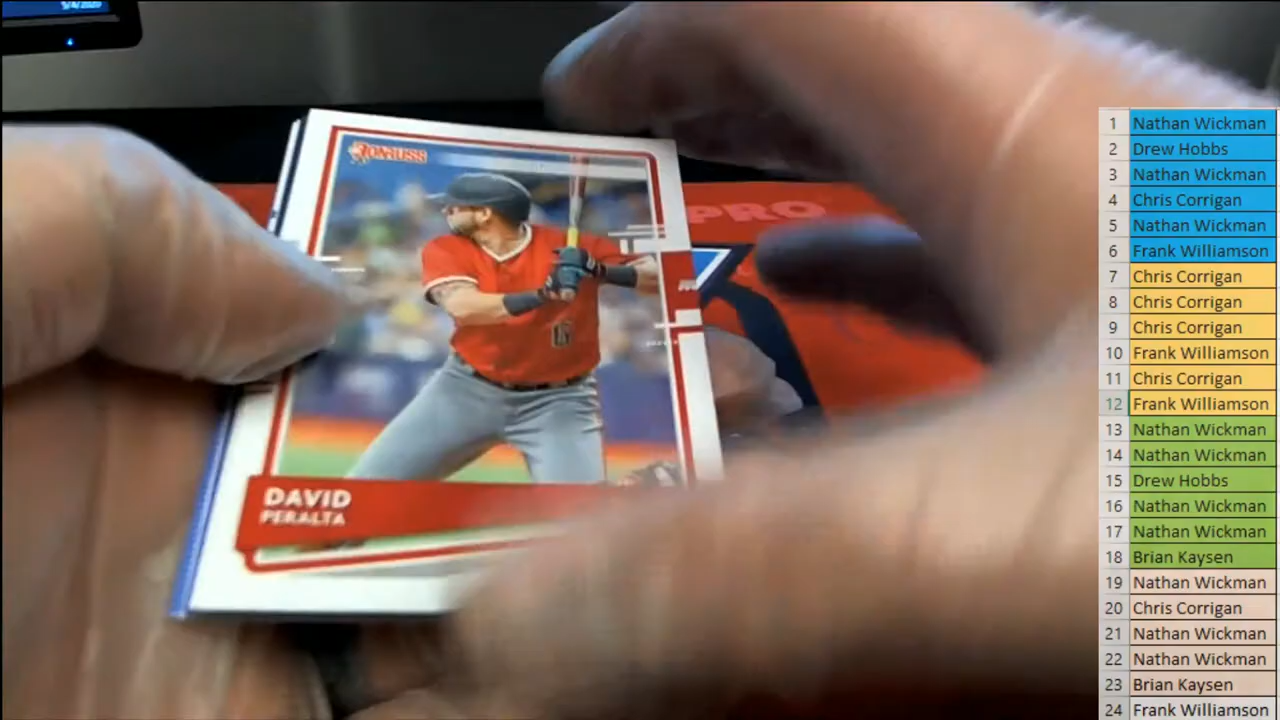 5/4/2020
DONRUSS
PRO
DAVID
PERALTA
1 Nathan Wickman
2 Drew Hobbs
3 Nathan Wickman
4 Chris Corrigan
5 Nathan Wickman
6 Frank Williamson
7 Chris Corrigan
8 Chris Corrigan
9 Chris Corrigan
10 Frank Williamson
11 Chris Corrigan
12 Frank Williamson
13 Nathan Wickman
14 Nathan Wickman
15 Drew Hobbs
16 Nathan Wickman
17 Nathan Wickman
18 Brian Kaysen
19 Nathan Wickman
20 Chris Corrigan
21 Nathan Wickman
22 Nathan Wickman
23 Brian Kaysen
24 Frank Williamson